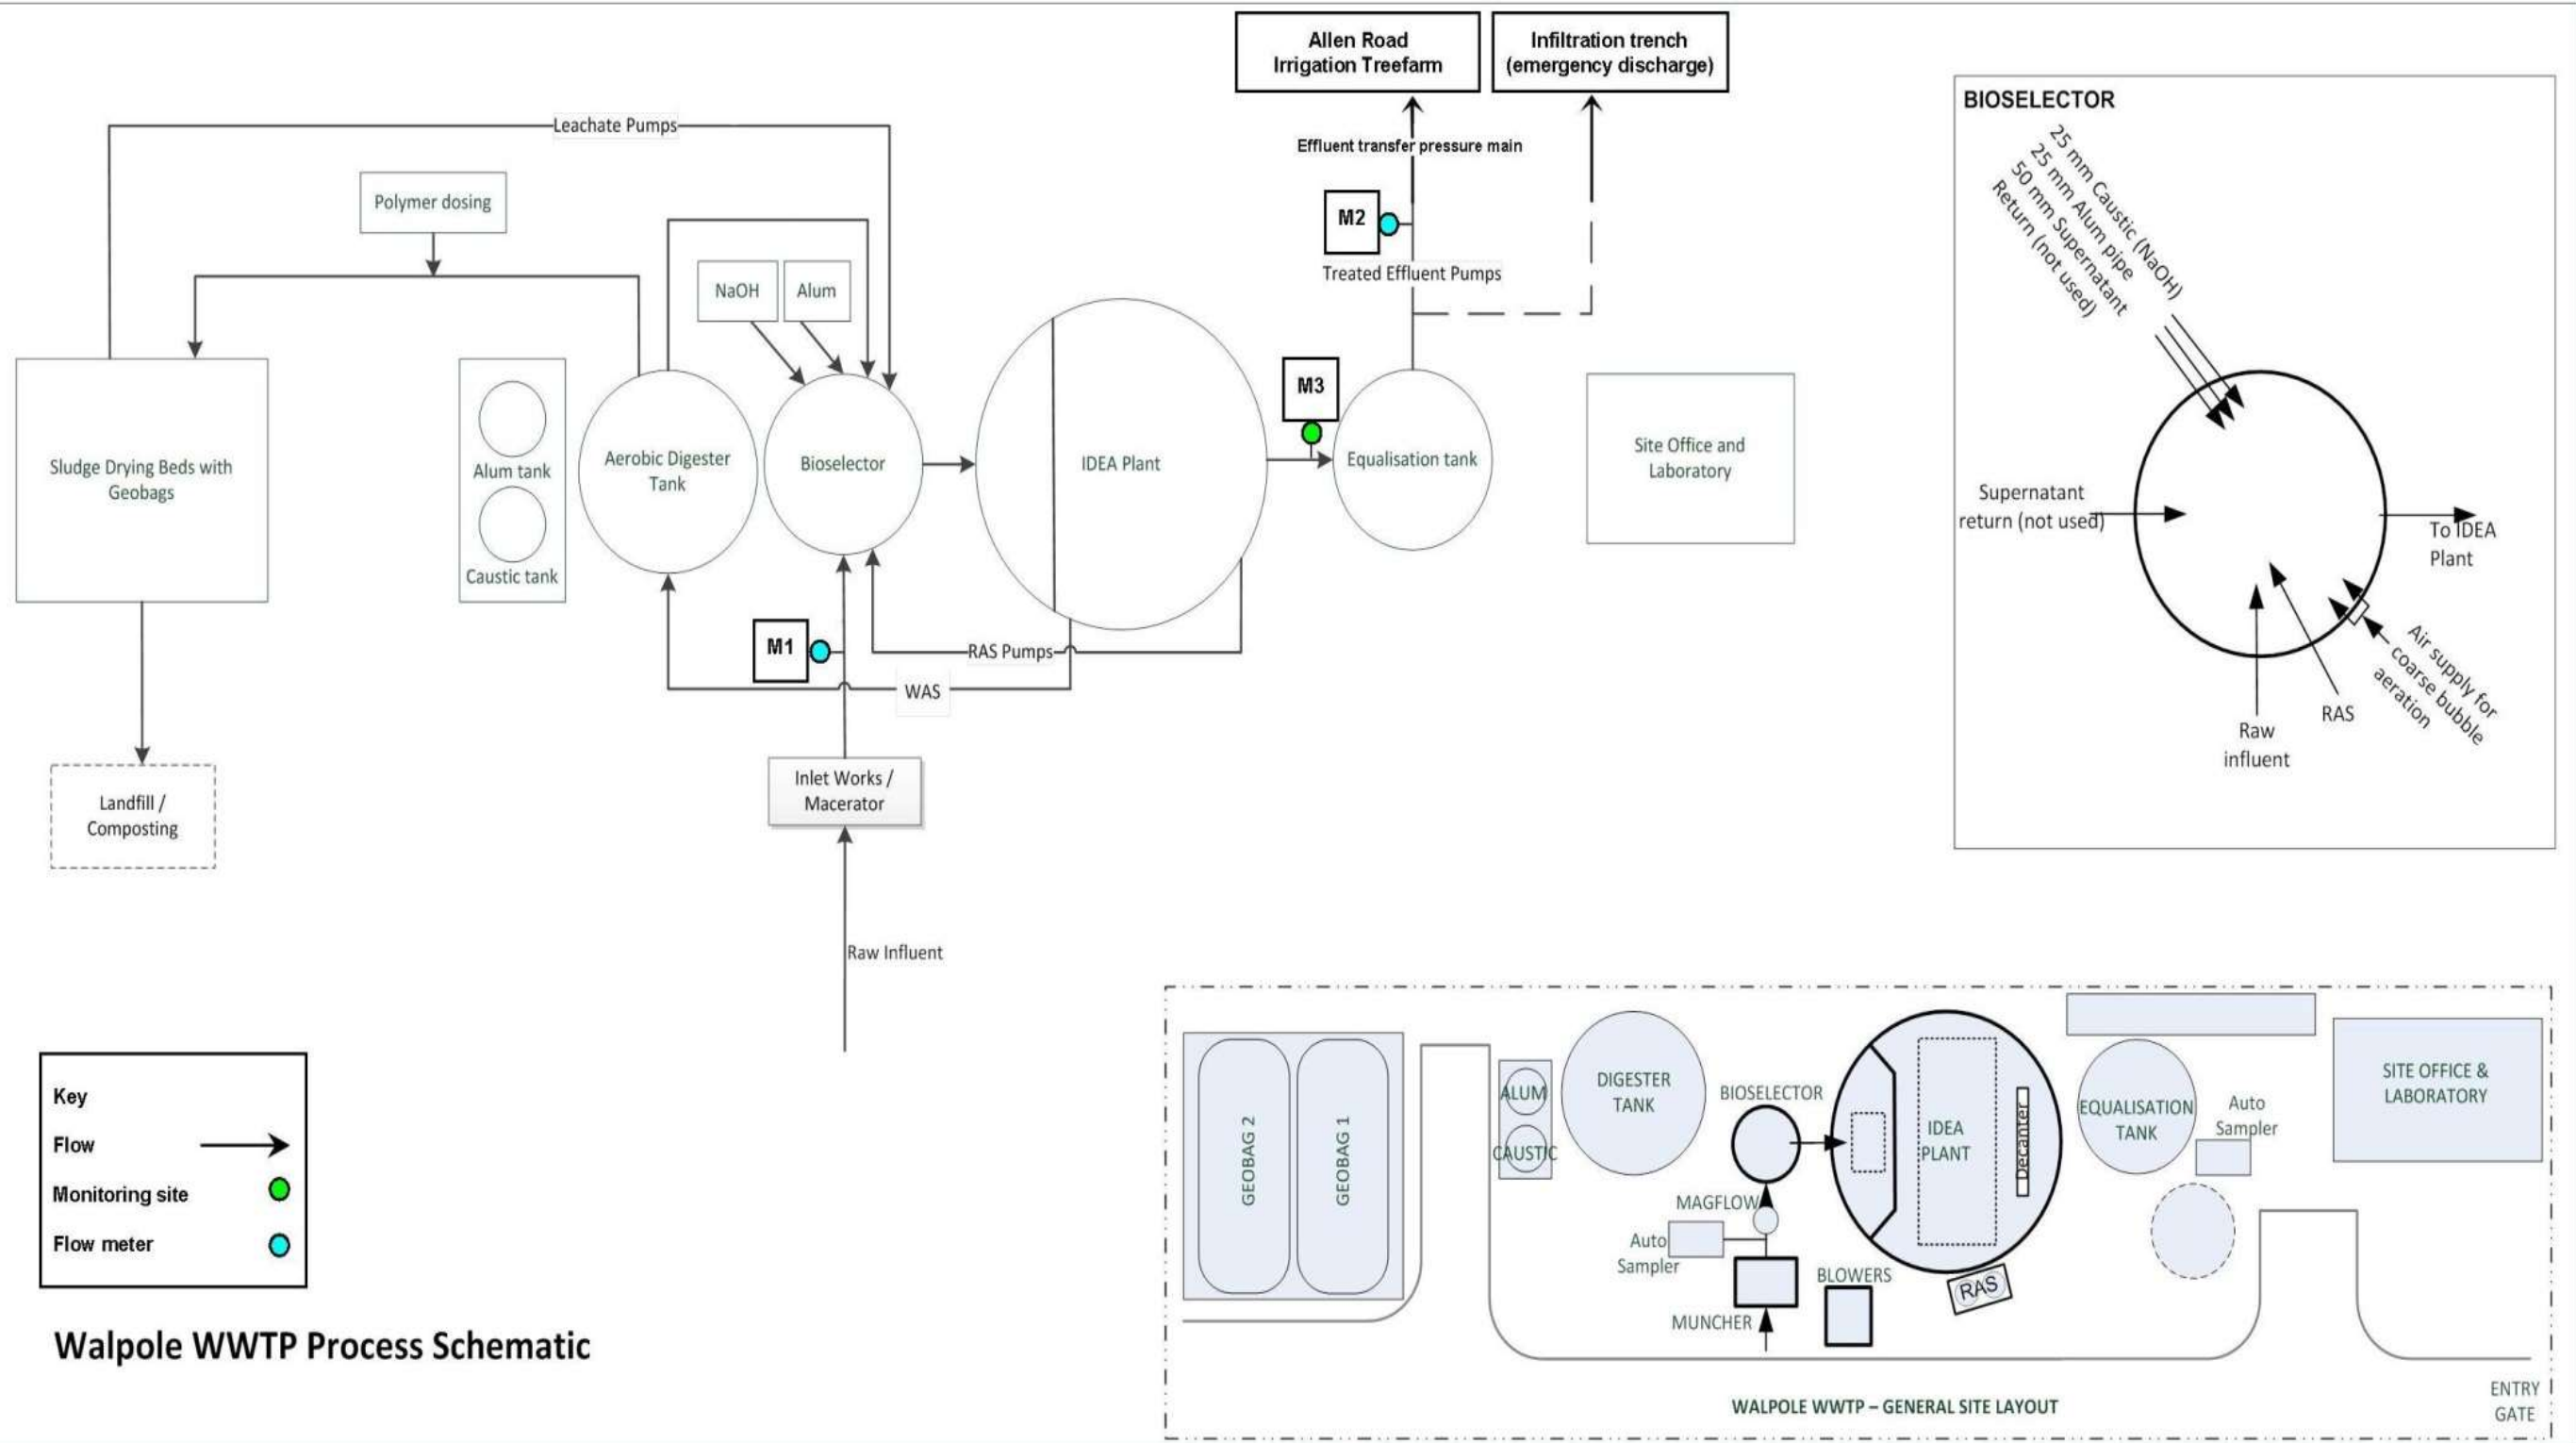 Allen Road
Irrigation Treefarm
Infiltration trench
(emergency discharge)
Leachate Pumps
Effluent transfer pressure main
Polymer dosing
M2
NaOH
Alum
Treated Effluent Pumps
M3
Sludge Drying Beds with
Geobags
Alum tank
Caustic tank
Aerobic Digester
Tank
Bioselector
IDEA Plant
Equalisation tank
Site Office and
Laboratory
M1
RAS Pumps
WAS
Inlet Works /
Macerator
Landfill /
Composting
Raw Influent
BIOSELECTOR
25 mm Caustic (NaOH)
25 mm Alum pipe
50 mm Supernatant
Return (not used)
Supernatant
return (not used)
To IDEA
Plant
Air supply for
coarse bubble
aeration
RAS
Raw
influent
Key
Flow
Monitoring site
Flow meter
Walpole WWTP Process Schematic
GEOBAG 2
GEOBAG 1
ALUM
CAUSTIC
DIGESTER
TANK
BIOSELECTOR
MAGFLOW
Auto
Sampler
MUNCHER
BLOWERS
IDEA
PLANT
Decanter
RAS
EQUALISATION
TANK
Auto
Sampler
SITE OFFICE &
LABORATORY
WALPOLE WWTP – GENERAL SITE LAYOUT
ENTRY
GATE